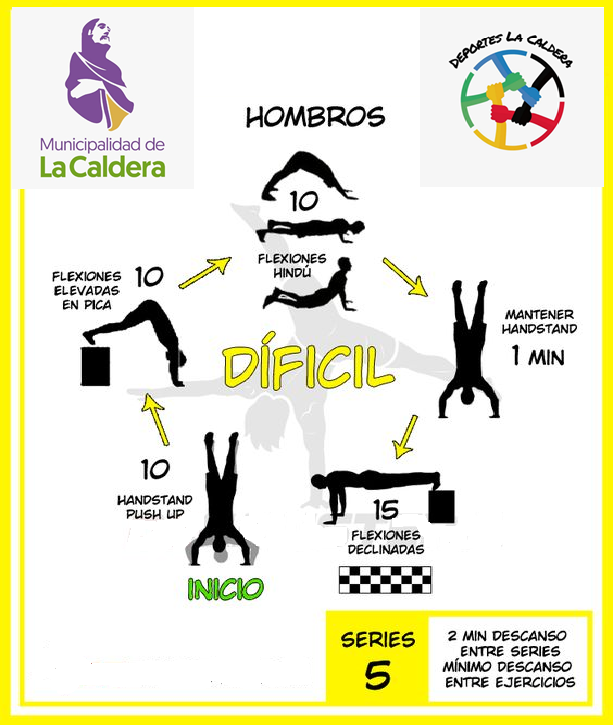 Municipalidad de
La Caldera
DEPORTES LA CALDERA
HOMBROS
10
FLEXIONES
HINDÚ
FLEXIONES
ELEVADAS
EN PICA
10
MANTENER
HANDSTAND
1 MIN
DÍFICIL
10
HANDSTAND
PUSH UP
INICIO
15
FLEXIONES
DECLINADAS
SERIES
5
2 MIN DESCANSO
ENTRE SERIES
MÍNIMO DESCANSO
ENTRE EJERCICIOS